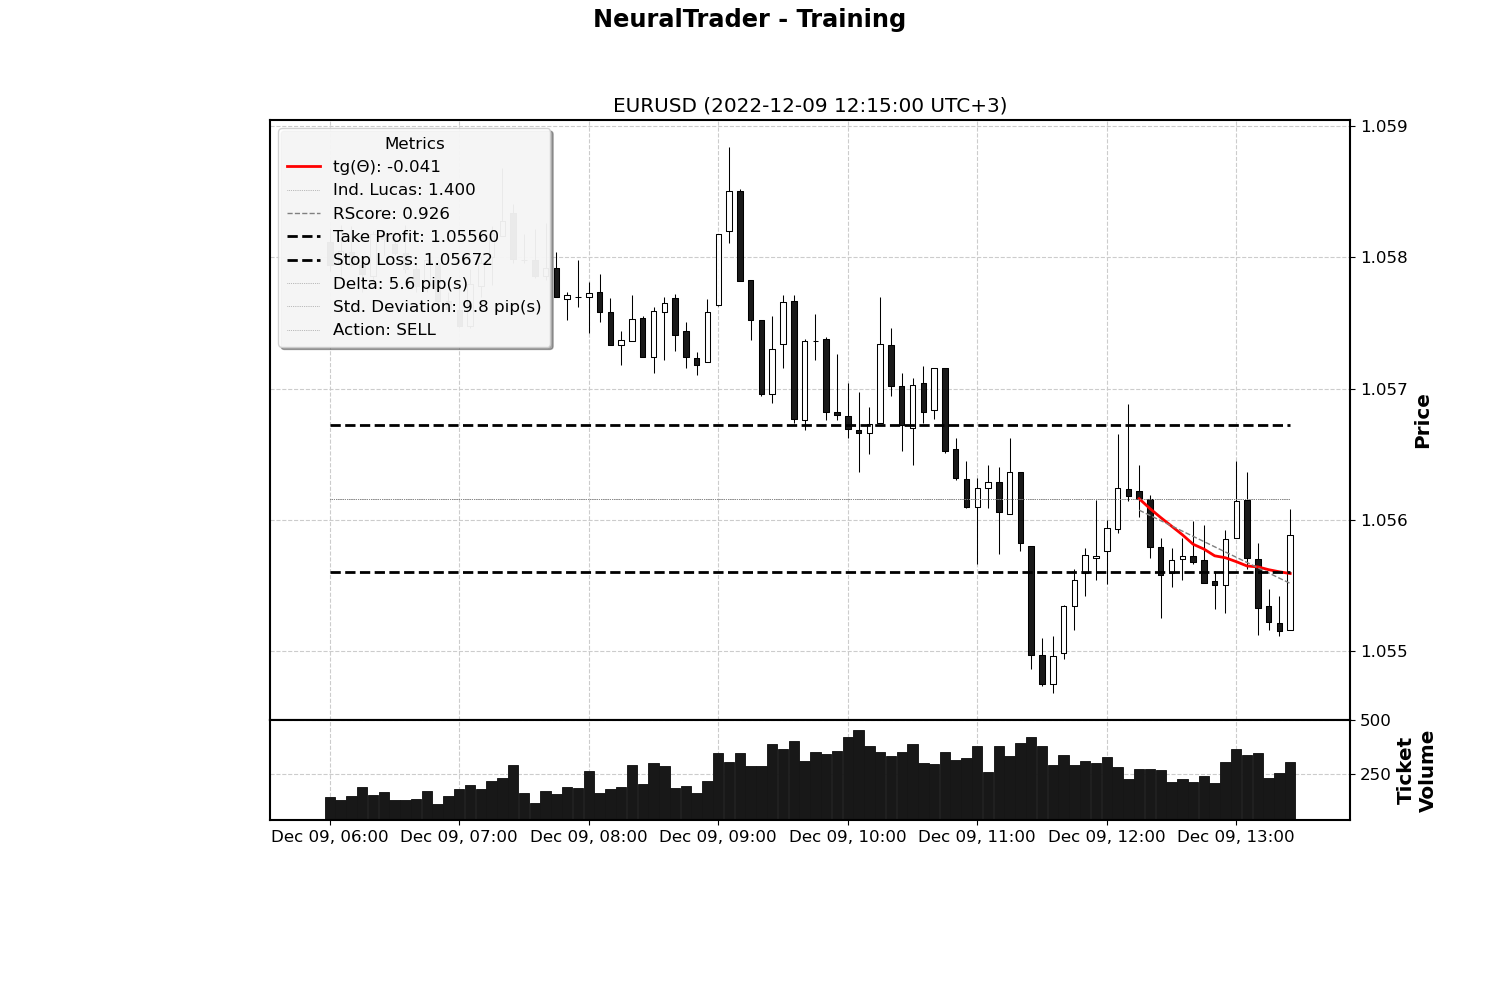 NeuralTrader - Training
EURUSD (2022-12-09 12:15:00 UTC+3)
Metrics
tg(Θ): -0.041
Ind. Lucas: 1.400
RScore: 0.926
Take Profit: 1.05560
Stop Loss: 1.05672
Delta: 5.6 pip(s)
Std. Deviation: 9.8 pip(s)
Action: SELL
1.059
1.058
1.057
1.056
1.055
Price
500
250
Ticket
Volume
Dec 09, 06:00 Dec 09, 07:00 Dec 09, 08:00 Dec 09, 09:00 Dec 09, 10:00 Dec 09, 11:00 Dec 09, 12:00 Dec 09, 13:00